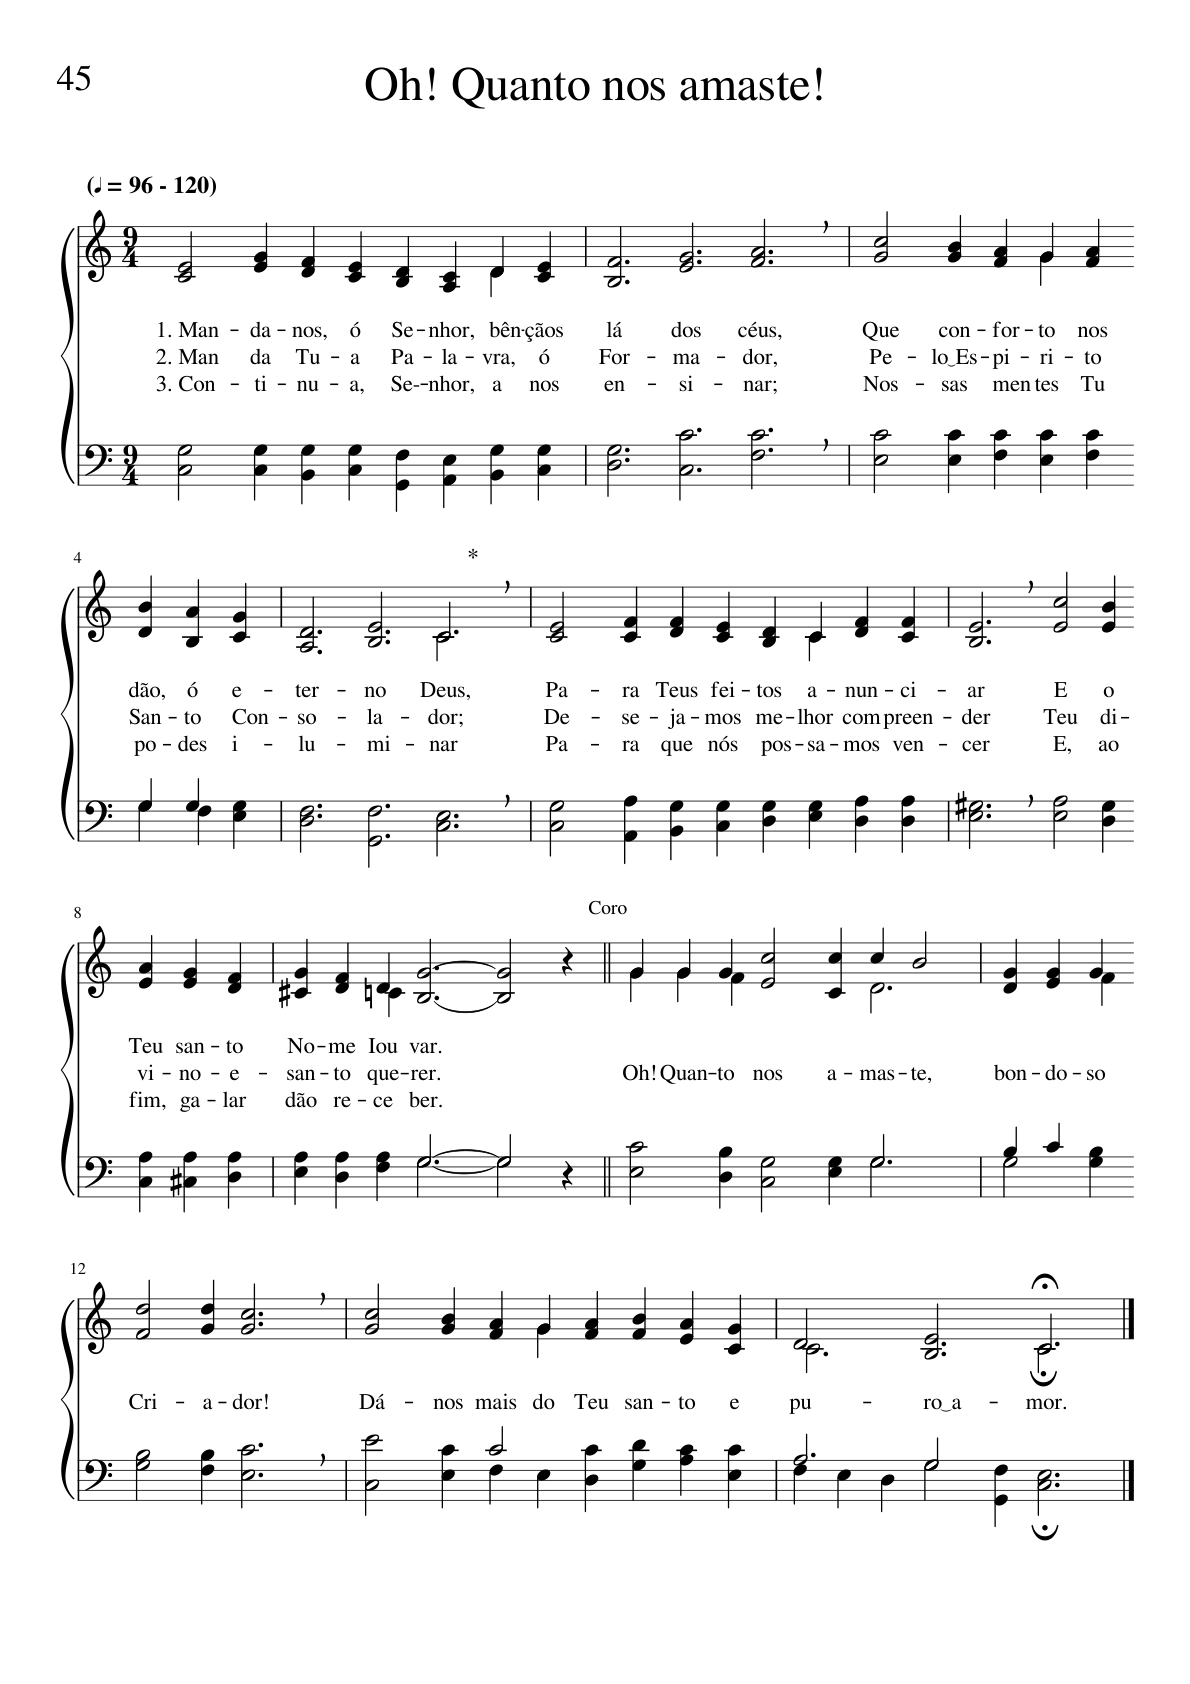 45
Oh! Quanto nos amaste!
(♩ = 96 - 120)
1. Man - da - nos, ó Se - nhor, bên - çãos lá dos céus, Que con - for - to nos
2. Man da Tu - a Pa - la - vra, ó For - ma - dor, Pe - lo‿Es - pi - ri - to
3. Con - ti - nu - a, Se - - nhor, a nos en - si - nar; Nos - sas men tes Tu
4
*
dão, ó e - ter - no Deus, Pa - ra Teus fei - tos a - nun - ci - ar E o
San - to Con - so - la - dor; De - se - ja - mos me - lhor com preen - der Teu di -
po - des i - lu - mi - nar Pa - ra que nós pos - sa - mos ven - cer E, ao
8
Coro
Teu san - to No - me Iou var.
vi - no - e - san - to que - rer. Oh! Quan - to nos a - mas - te, bon - do - so
fim, ga - lar dão re - ce ber.
12
Cri - a - dor! Dá - nos mais do Teu san - to e pu - ro‿a - mor.